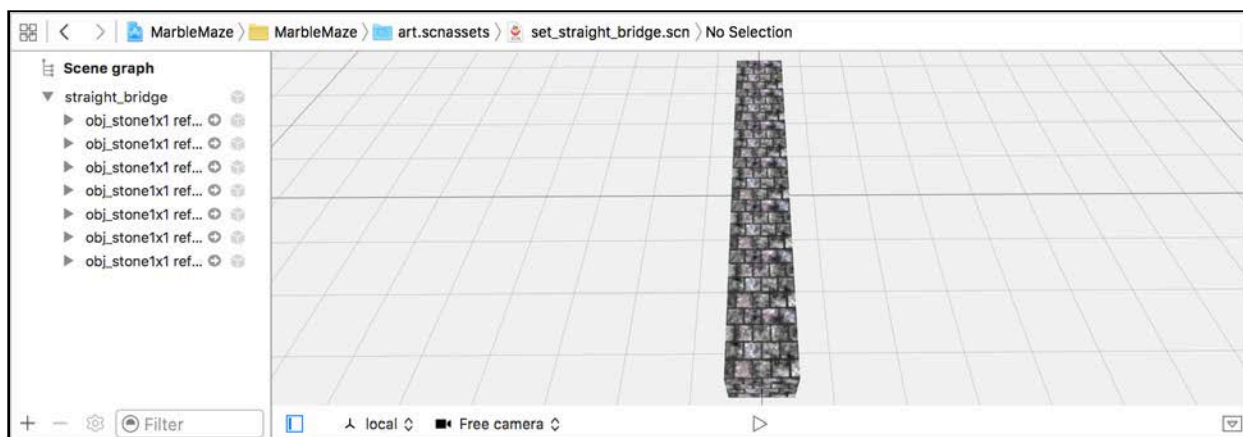 MarbleMaze 〉 MarbleMaze 〉 art.scnassets 〉 set_straight_bridge.scn 〉 No Selection
Scene graph
straight_bridge
obj_stone1x1 ref...
obj_stone1x1 ref...
obj_stone1x1 ref...
obj_stone1x1 ref...
obj_stone1x1 ref...
obj_stone1x1 ref...
obj_stone1x1 ref...
Filter
local
Free camera